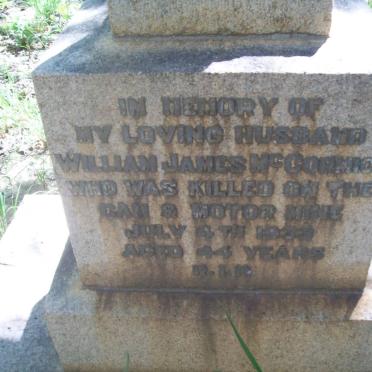 IN MEMORY OF
MY LOVING HUSBAND
WILLIAM JAMES MCCORMIC
WHO WAS KILLED ON THE
CAM & MOTOR MINE
JULY 4TH
AGED 44 YEARS
R.I.P.